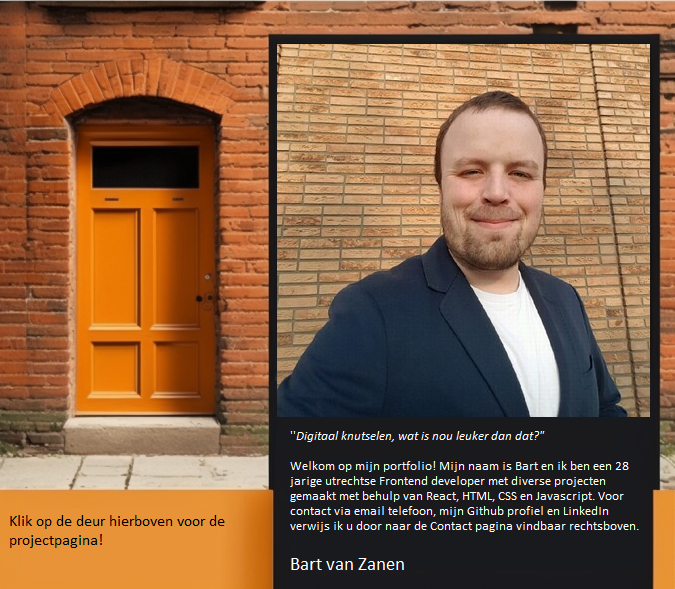 "Digitaal knutselen, wat is nou leuker dan dat?"
Welkom op mijn portfolio! Mijn naam is Bart en ik ben een 28
jarige utrechtse Frontend developer met diverse projecten
gemaakt met behulp van React, HTML, CSS en Javascript. Voor
contact via email telefoon, mijn Github profiel en LinkedIn
verwijs ik u door naar de Contact pagina vindbaar rechtsboven.
Bart van Zanen
Klik op de deur hierboven voor de
projectpagina!